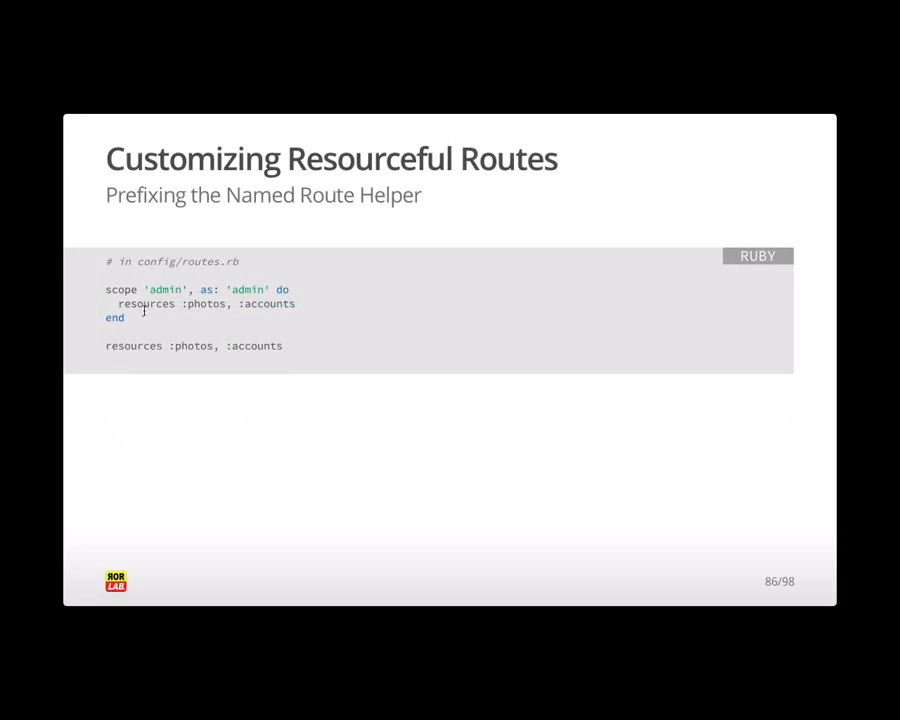 Customizing Resourceful Routes
Prefixing the Named Route Helper
RUBY
# in config/routes.rb
scope 'admin', as: 'admin' do
  resources :photos, :accounts
end
resources :photos, :accounts
ROR
LAB.
86/98